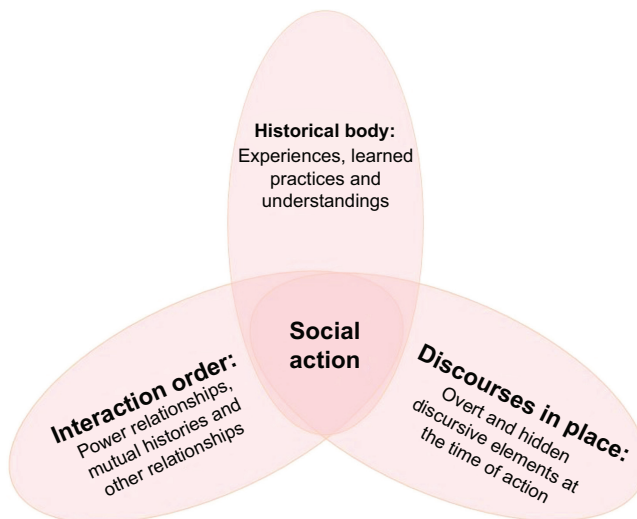 Historical body:
Experiences, learned
practices and
understandings
Social
action
Interaction order:
Power relationships,
mutual histories and
other relationships
Discourses in place:
Overt and hidden
discursive elements at
the time of action